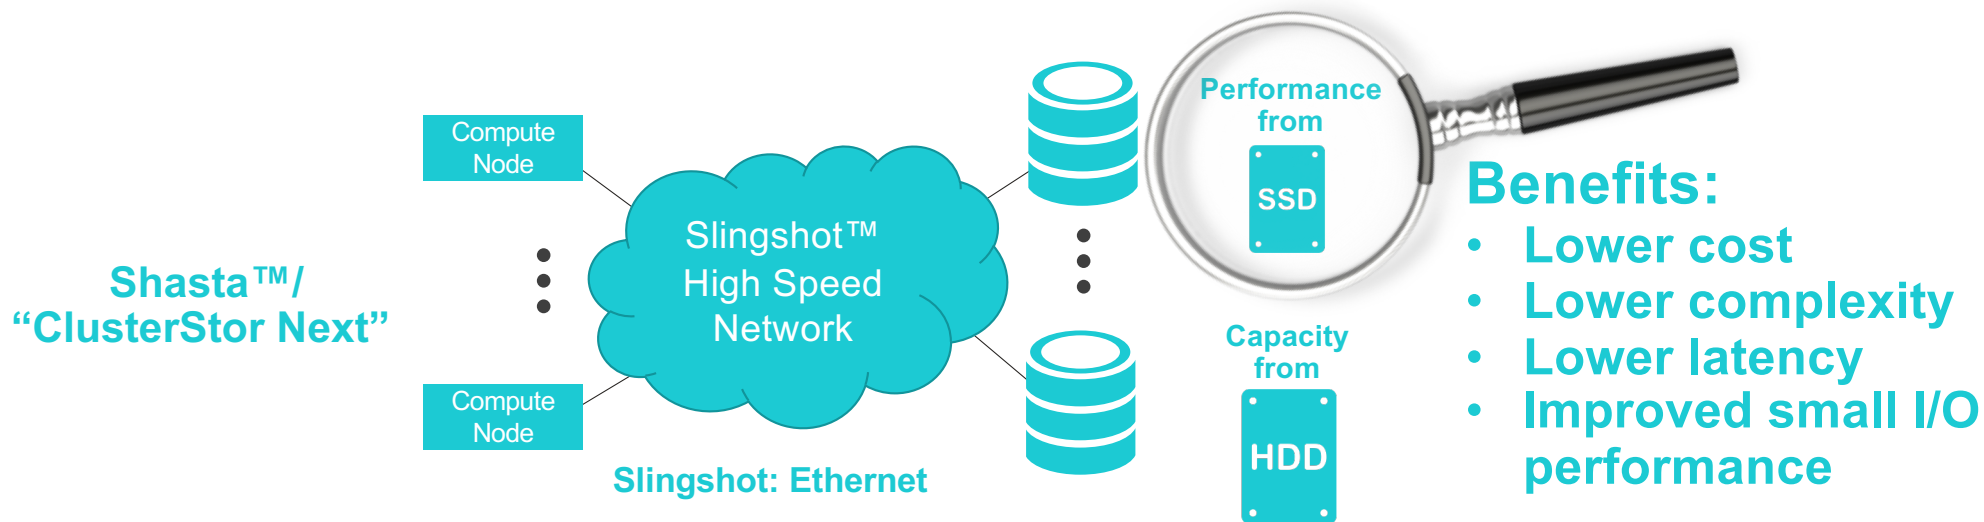 Shasta™/
“ClusterStor Next”
Compute
Node
Compute
Node
Slingshot™
High Speed
Network
Slingshot: Ethernet
Performance
from
SSD
Capacity
from
HDD
Benefits:
• Lower cost
• Lower complexity
• Lower latency
• Improved small I/O
performance